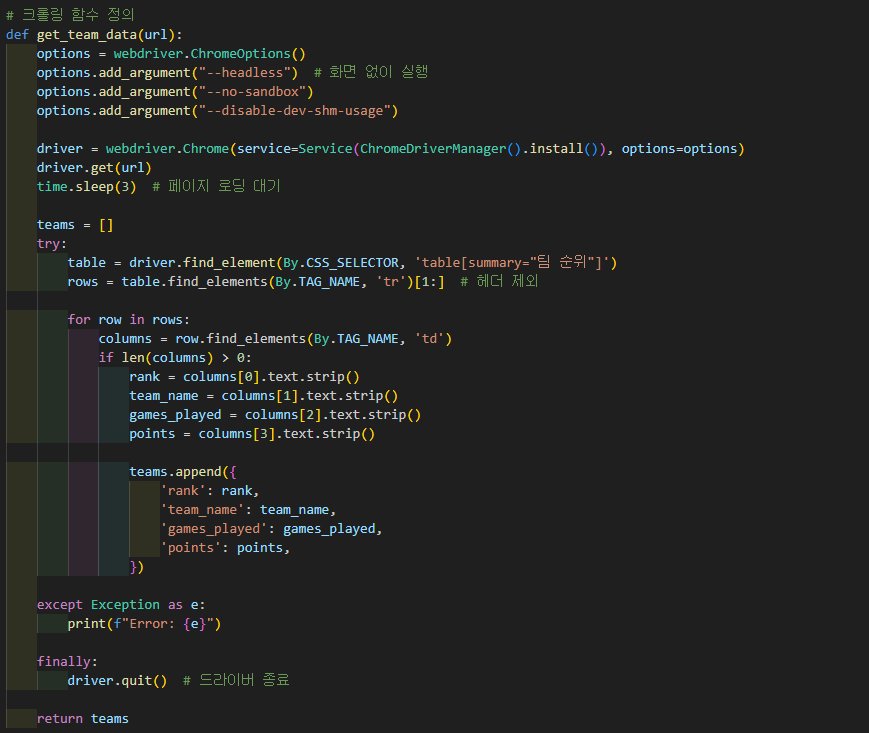 # 크롤링 함수 정의
def get_team_data(url):
    options = webdriver.ChromeOptions()
    options.add_argument("--headless")  # 화면 없이 실행
    options.add_argument("--no-sandbox")
    options.add_argument("--disable-dev-shm-usage")

    driver = webdriver.Chrome(service=Service(ChromeDriverManager().install()), options=options)
    driver.get(url)
    time.sleep(3)  # 페이지 로딩 대기

    teams = []
    try:
        table = driver.find_element(By.CSS_SELECTOR, 'table[summary="팀 순위"]')
        rows = table.find_elements(By.TAG_NAME, 'tr')[1:]  # 헤더 제외

        for row in rows:
            columns = row.find_elements(By.TAG_NAME, 'td')
            if len(columns) > 0:
                rank = columns[0].text.strip()
                team_name = columns[1].text.strip()
                games_played = columns[2].text.strip()
                points = columns[3].text.strip()

                teams.append({
                    'rank': rank,
                    'team_name': team_name,
                    'games_played': games_played,
                    'points': points,
                })

    except Exception as e:
        print(f"Error: {e}")

    finally:
        driver.quit()  # 드라이버 종료

    return teams